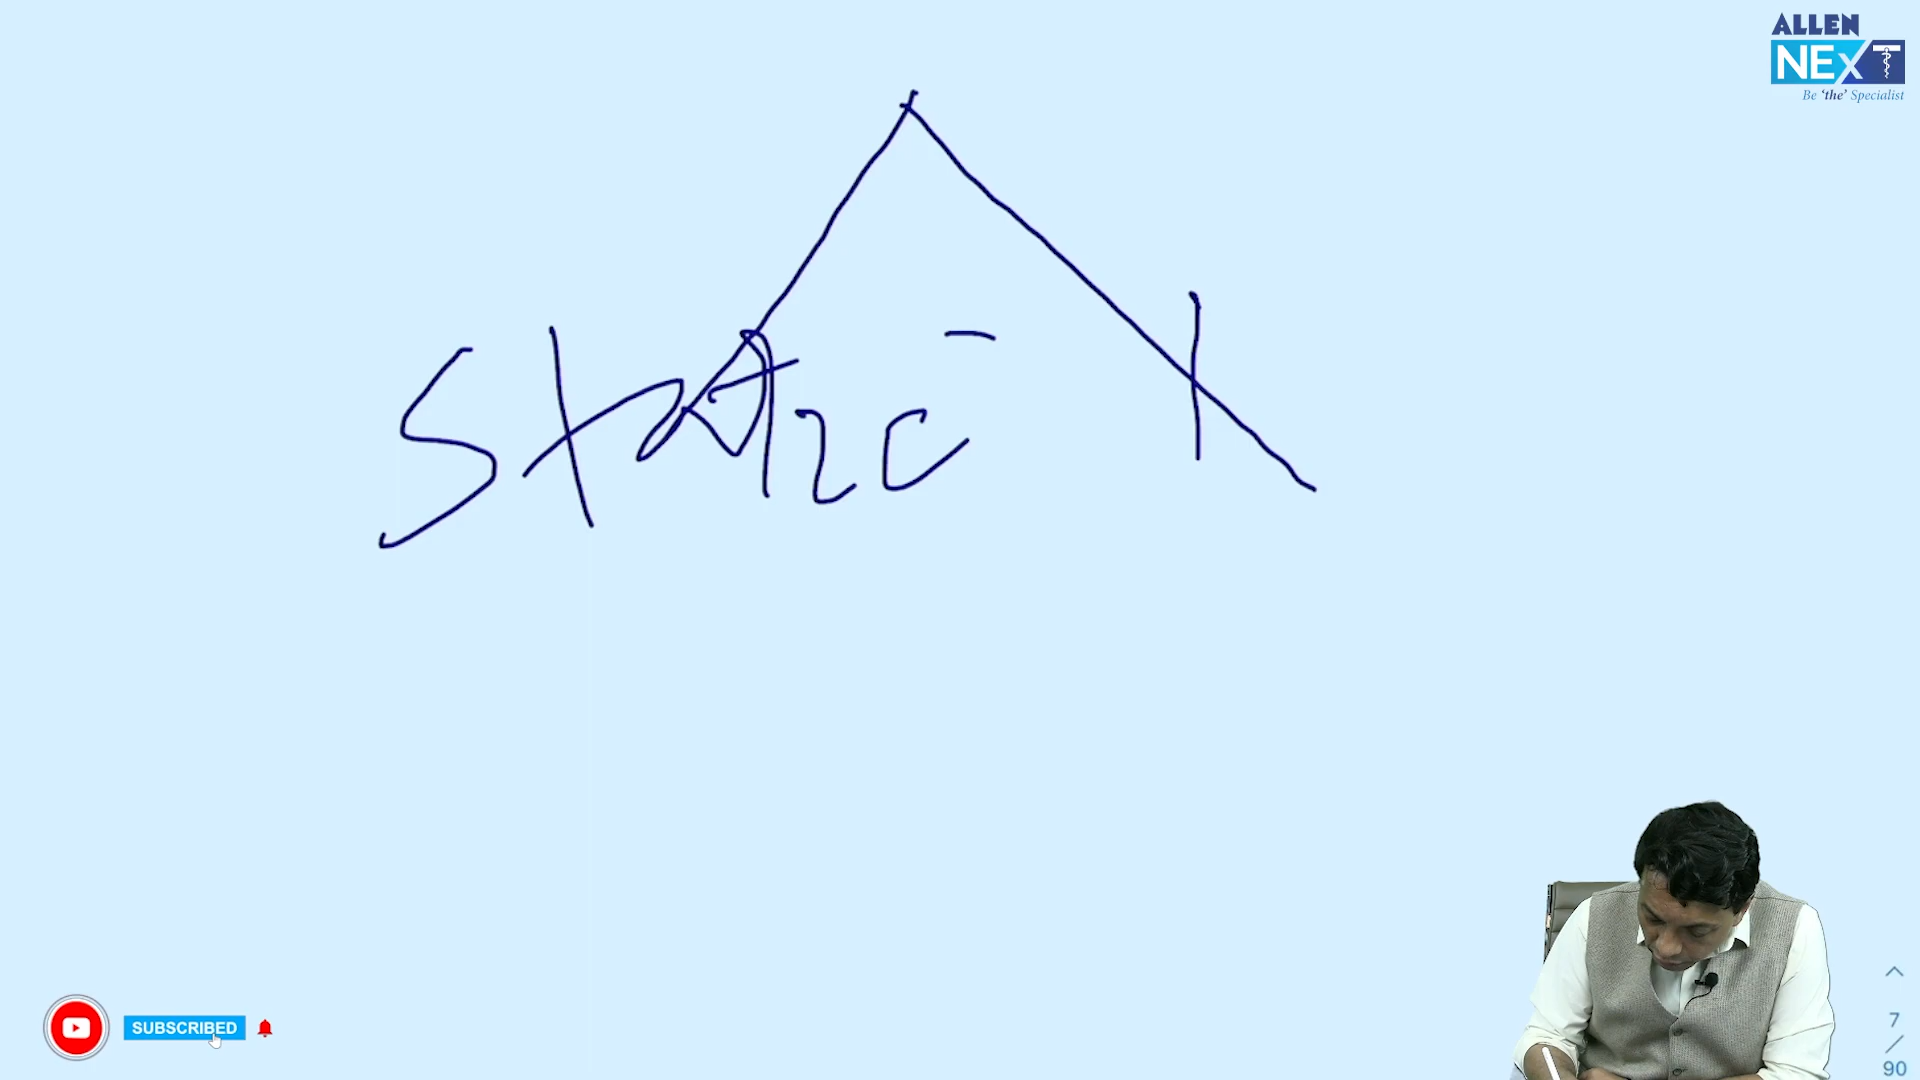 ALLEN
NEXT
Be 'the' Specialist
Static
SUBSCRIBED
7
/
90